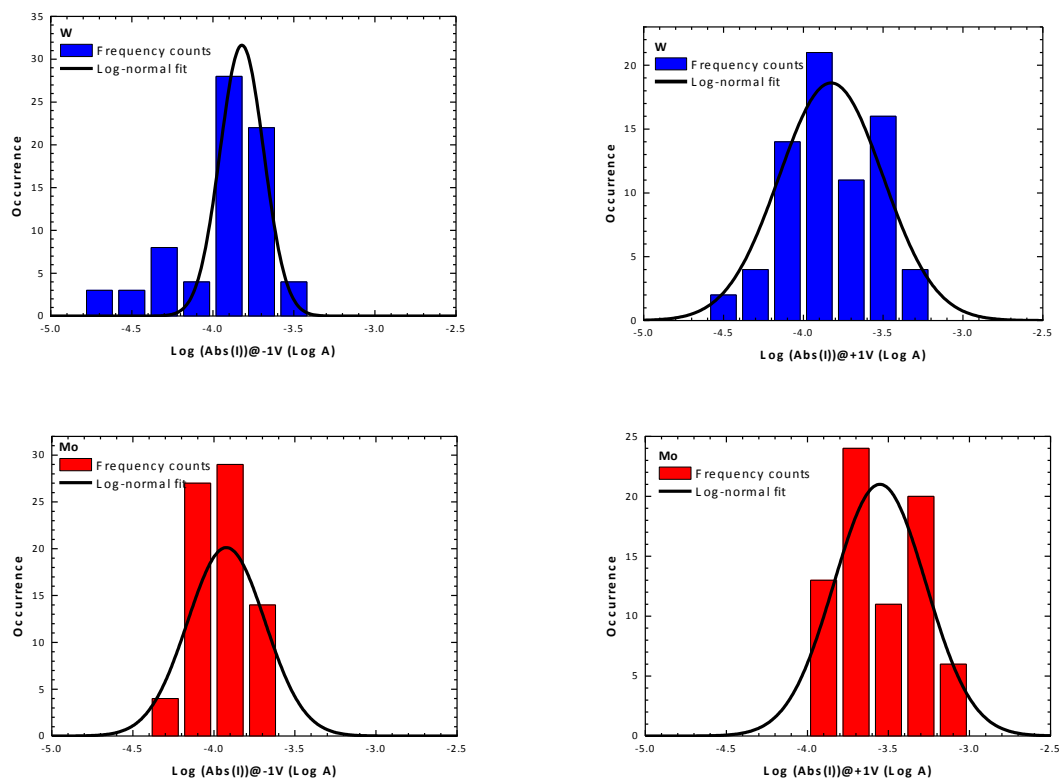 W
Frequency counts
Log-normal fit
Occurrence
35
30
25
20
15
10
5
0
-5.0 -4.5 -4.0 -3.5 -3.0 -2.5
Log (Abs(I))@-1V (Log A)
W
Frequency counts
Log-normal fit
Occurrence
20
15
10
5
0
-5.0 -4.5 -4.0 -3.5 -3.0 -2.5
Log (Abs(I))@+1V (Log A)
Mo
Frequency counts
Log-normal fit
Occurrence
30
25
20
15
10
5
0
-5.0 -4.5 -4.0 -3.5 -3.0 -2.5
Log (Abs(I))@-1V (Log A)
Mo
Frequency counts
Log-normal fit
Occurrence
25
20
15
10
5
0
-5.0 -4.5 -4.0 -3.5 -3.0 -2.5
Log (Abs(I))@+1V (Log A)